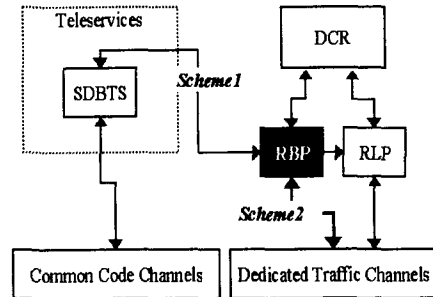 Teleservices
DCR
Scheme1
SDBTS
RBP
RLP
Scheme2
Common Code Channels
Dedicated Traffic Channels